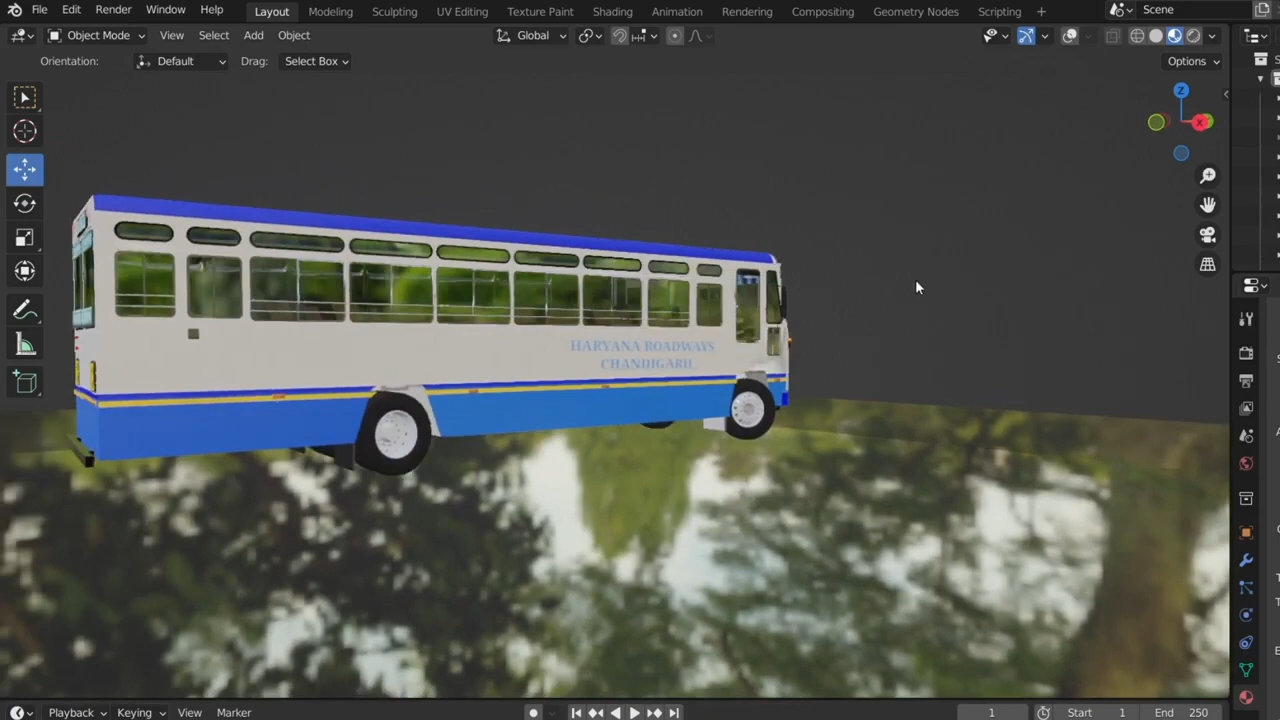 File Edit Render Window Help Layout Modeling Sculpting UV Editing Texture Paint Shading Animation Rendering Compositing Geometry Nodes Scripting + Scene
Object Mode View Select Add Object Global
Orientation: Default Drag: Select Box Options
Z
X
HARYANA ROADWAYS
CHANDIGARH
Playback Keying View Marker 1 Start 1 End 250